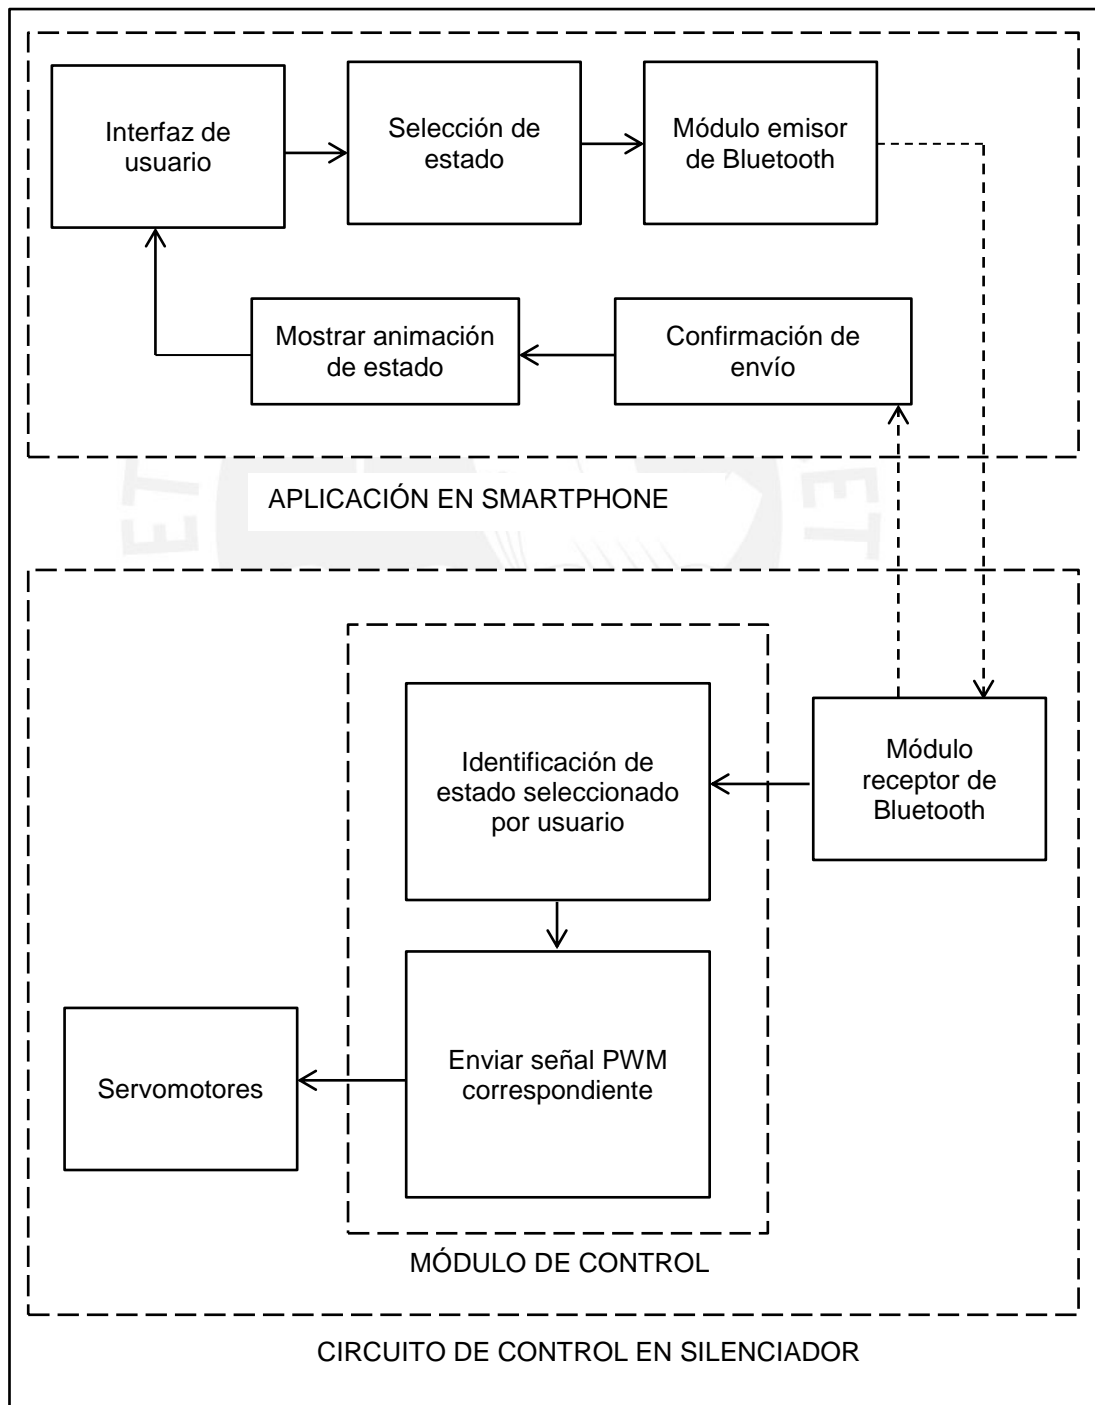 Interfaz de
usuario
Selección de
estado
Módulo emisor
de Bluetooth
Mostrar animación
de estado
Confirmación de
envío
APLICACIÓN EN SMARTPHONE
Identificación de
estado seleccionado
por usuario
Módulo
receptor de
Bluetooth
Servomotores
Enviar señal PWM
correspondiente
MÓDULO DE CONTROL
CIRCUITO DE CONTROL EN SILENCIADOR